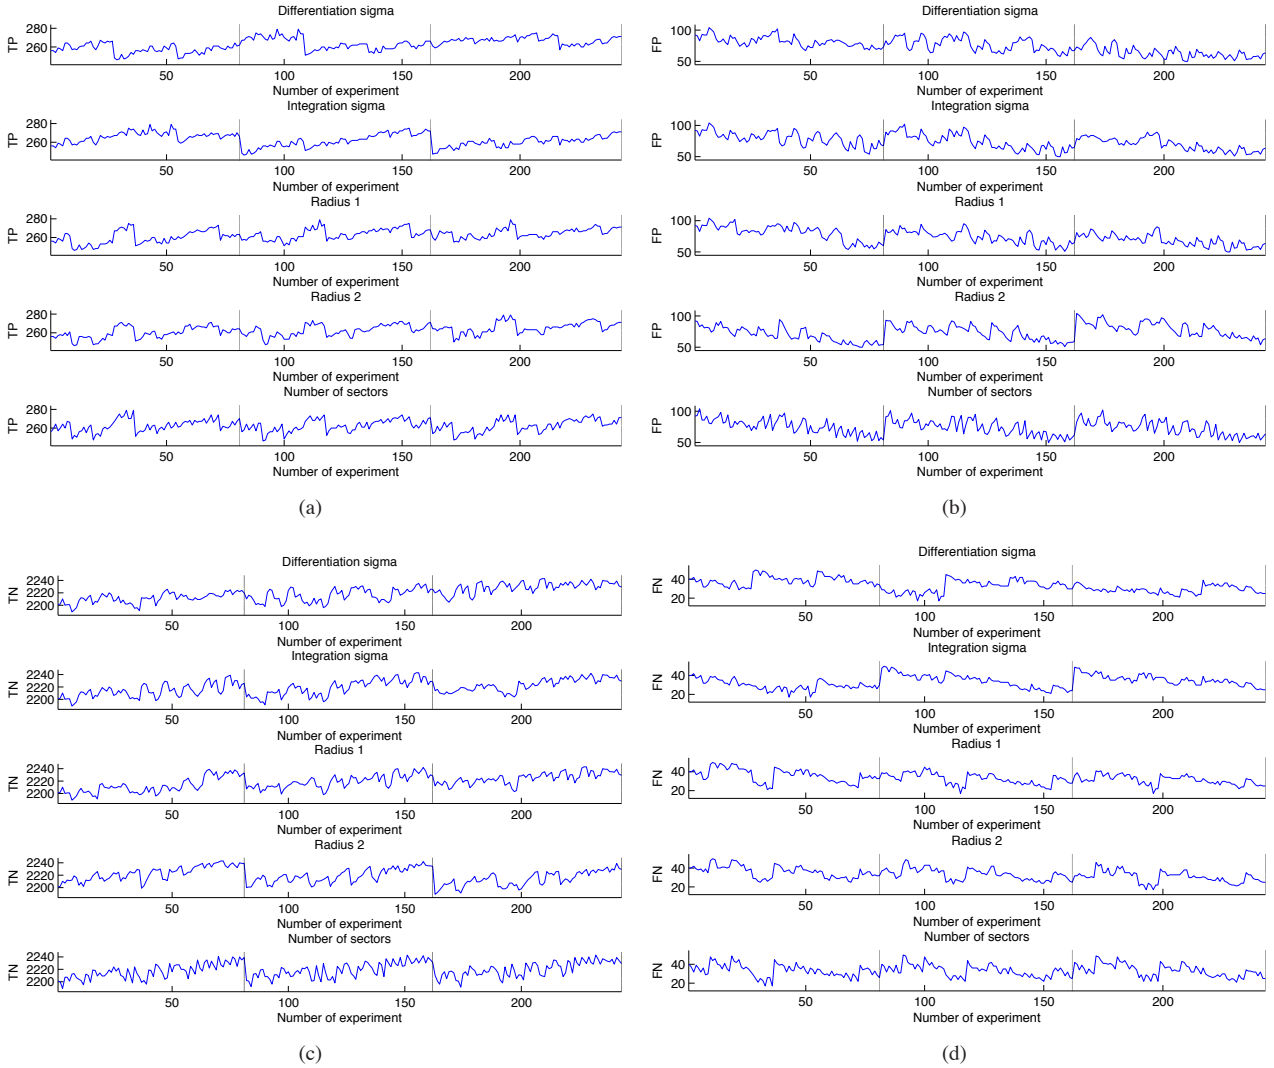 Differentiation sigma
TP
280
260
50
100
150
200
Number of experiment
Integration sigma
TP
280
260
50
100
150
200
Number of experiment
Radius 1
TP
280
260
50
100
150
200
Number of experiment
Radius 2
TP
280
260
50
100
150
200
Number of experiment
Number of sectors
TP
280
260
50
100
150
200
Number of experiment
(a)
Differentiation sigma
FP
100
50
50
100
150
200
Number of experiment
Integration sigma
FP
100
50
50
100
150
200
Number of experiment
Radius 1
FP
100
50
50
100
150
200
Number of experiment
Radius 2
FP
100
50
50
100
150
200
Number of experiment
Number of sectors
FP
100
50
50
100
150
200
Number of experiment
(b)
Differentiation sigma
TN
2240
2220
2200
50
100
150
200
Number of experiment
Integration sigma
TN
2240
2220
2200
50
100
150
200
Number of experiment
Radius 1
TN
2240
2220
2200
50
100
150
200
Number of experiment
Radius 2
TN
2240
2220
2200
50
100
150
200
Number of experiment
Number of sectors
TN
2240
2220
2200
50
100
150
200
Number of experiment
(c)
Differentiation sigma
FN
40
20
50
100
150
200
Number of experiment
Integration sigma
FN
40
20
50
100
150
200
Number of experiment
Radius 1
FN
40
20
50
100
150
200
Number of experiment
Radius 2
FN
40
20
50
100
150
200
Number of experiment
Number of sectors
FN
40
20
50
100
150
200
Number of experiment
(d)